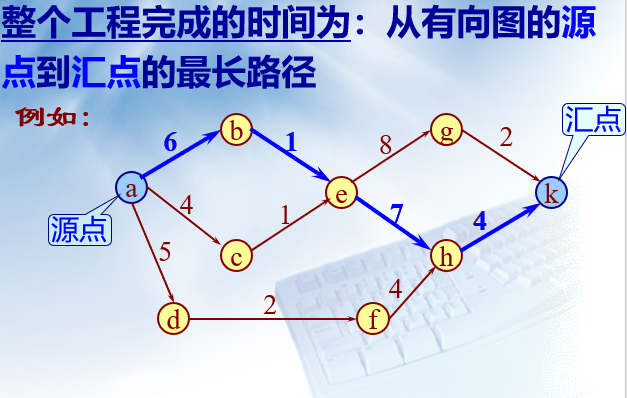 整个工程完成的时间为：从有向图的源
点到汇点的最长路径
例如：
汇点
b
g
6
1
8
2
a
e
k
4
1
7
4
源点
c
h
5
2
4
d
f